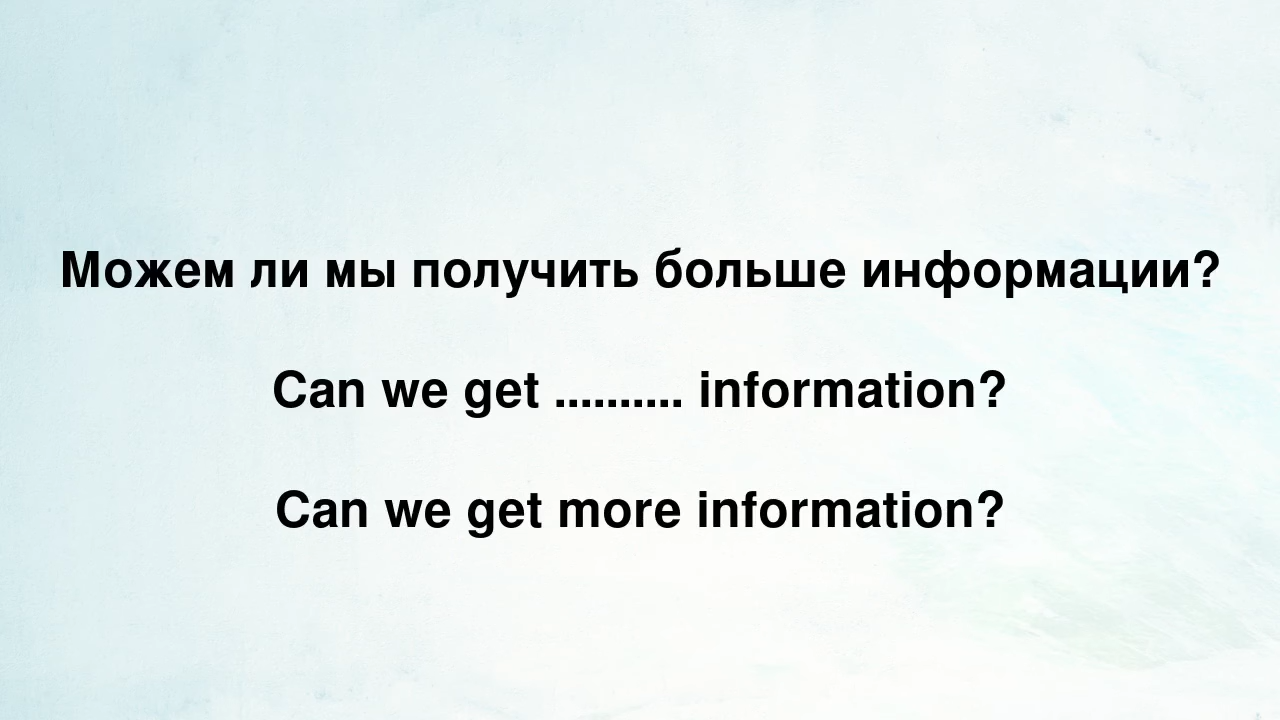 Можем ли мы получить больше информации?
Can we get .......... information?
Can we get more information?